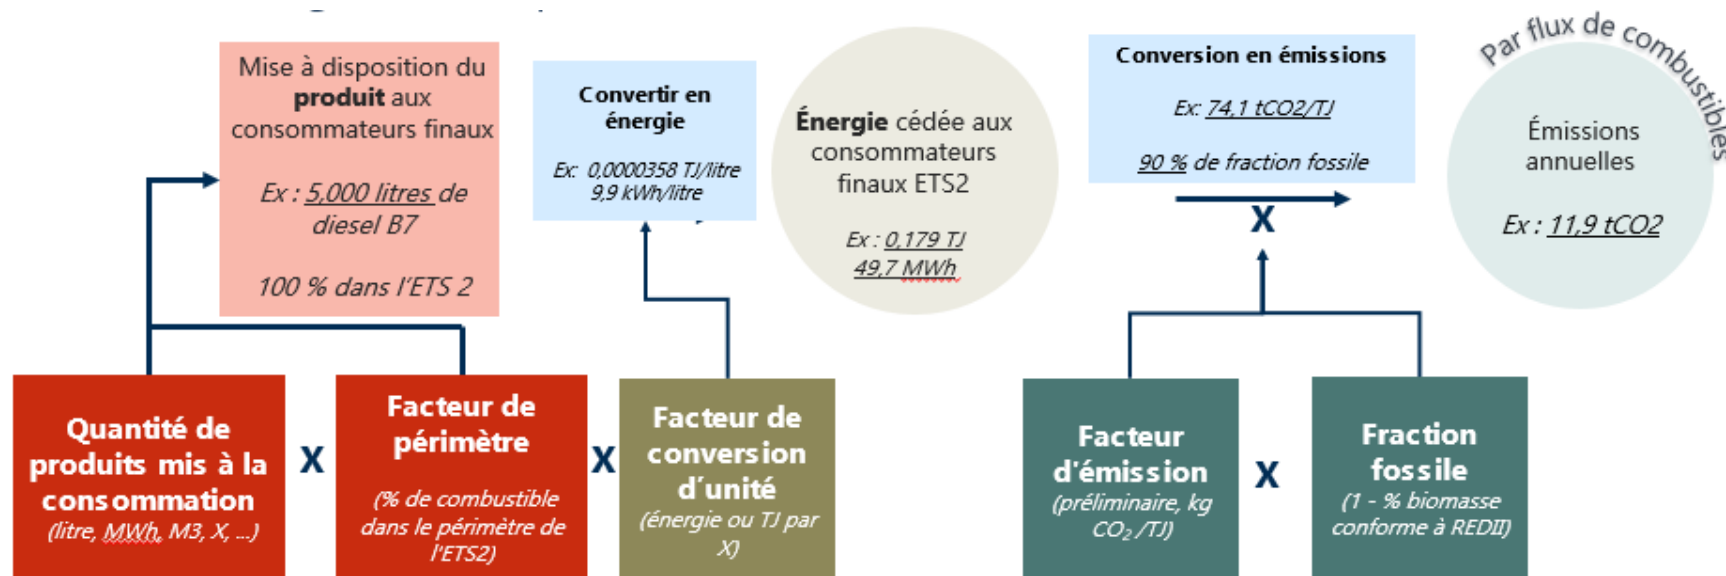 Mise à disposition du
produit aux
consommateurs finaux
Ex : 5,000 litres de
diesel B7
100 % dans l'ETS 2
Convertir en
énergie
Ex: 0,0000358 TJ/litre
9,9 kWh/litre
Énergie cédée aux
consommateurs
finaux ETS2
Ex : 0,179 TJ
49,7 MWh
Conversion en émissions
Ex: 74,1 tCO2/TJ
90 % de fraction fossile
X
Par flux de combustibles
Émissions
annuelles
Ex : 11,9 tCO2
Quantité de
produits mis à la
consommation
(litre, MWh, M3, X, ...)
X
Facteur de
périmètre
(% de combustible
dans le périmètre de
l'ETS2)
X
Facteur de
conversion
d'unité
(énergie ou TJ par
X)
Facteur
d'émission
(préliminaire, kg
CO₂ /TJ)
X
Fraction
fossile
(1 - % biomasse
conforme à REDII)